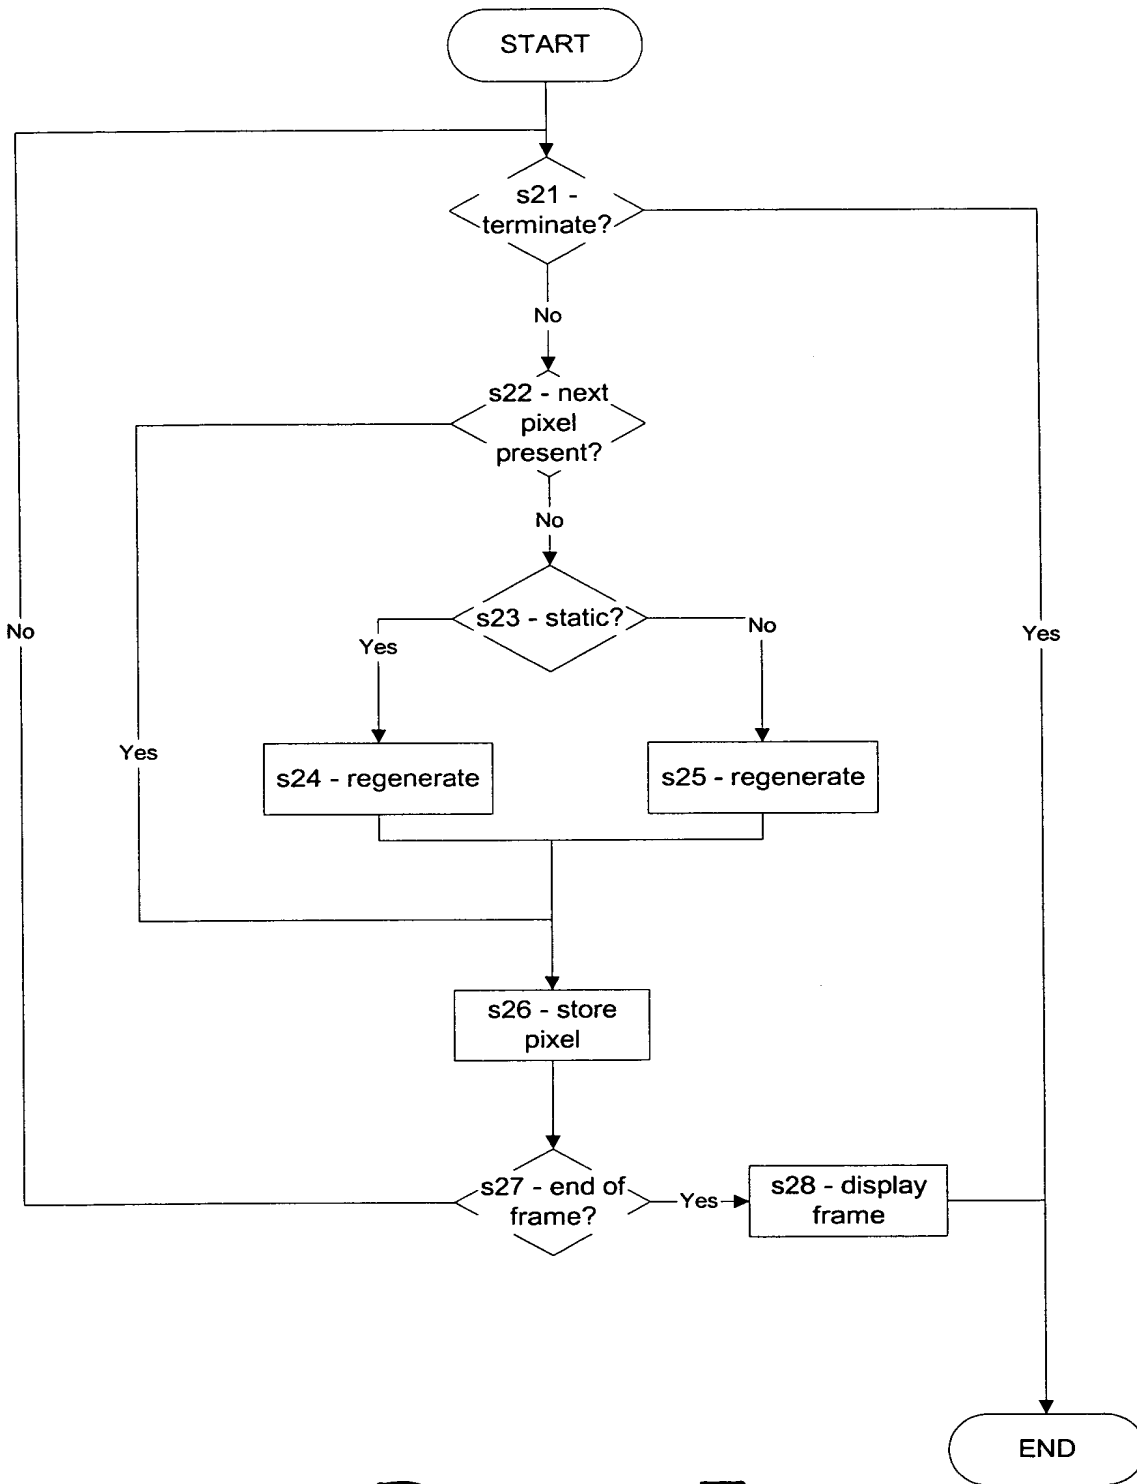 START
s21 -
terminate?
No
s22 - next
pixel
present?
No
s23 - static?
Yes
No
No
Yes
Yes
s24 - regenerate
s25 - regenerate
s26 - store
pixel
s27 - end of
frame?
Yes
s28 - display
frame
END